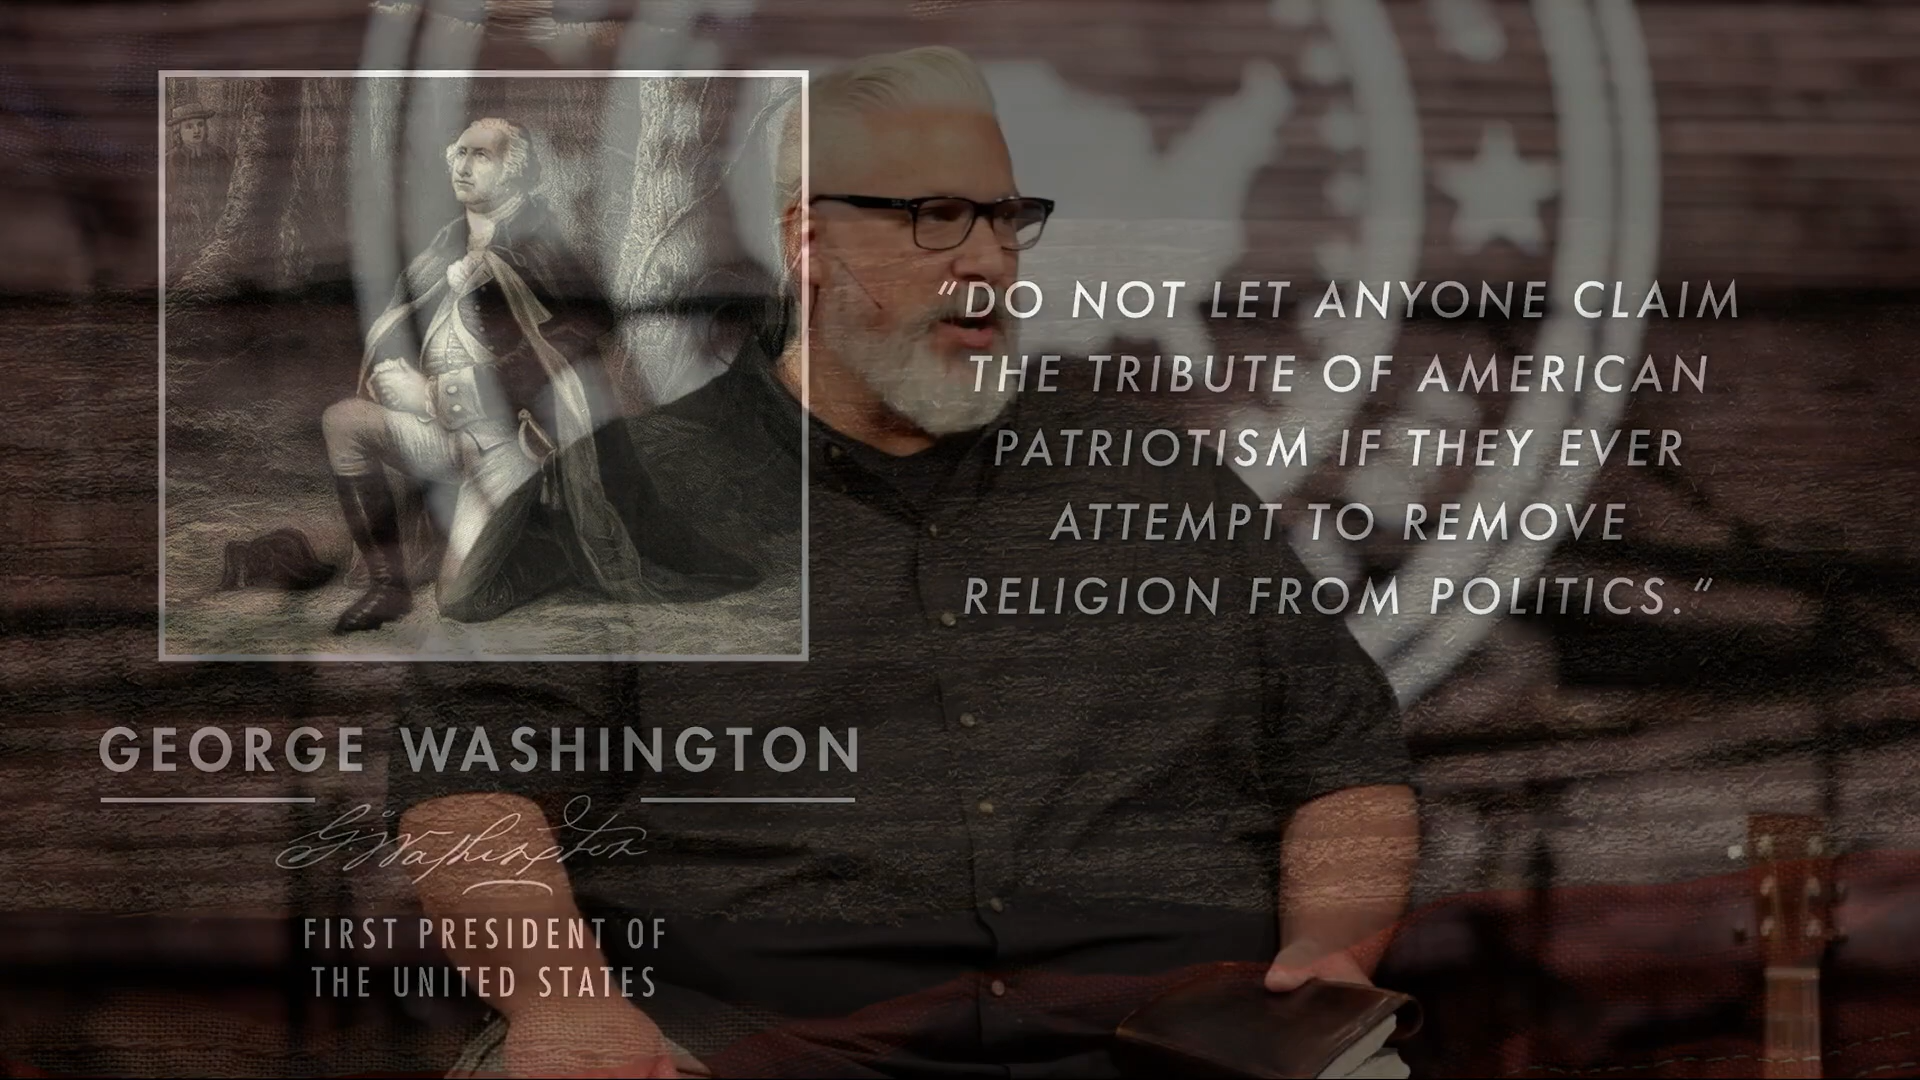 “DO NOT LET ANYONE CLAIM
THE TRIBUTE OF AMERICAN
PATRIOTISM IF THEY EVER
ATTEMPT TO REMOVE
RELIGION FROM POLITICS.“
GEORGE WASHINGTON
G:Washington
FIRST PRESIDENT OF
THE UNITED STATES